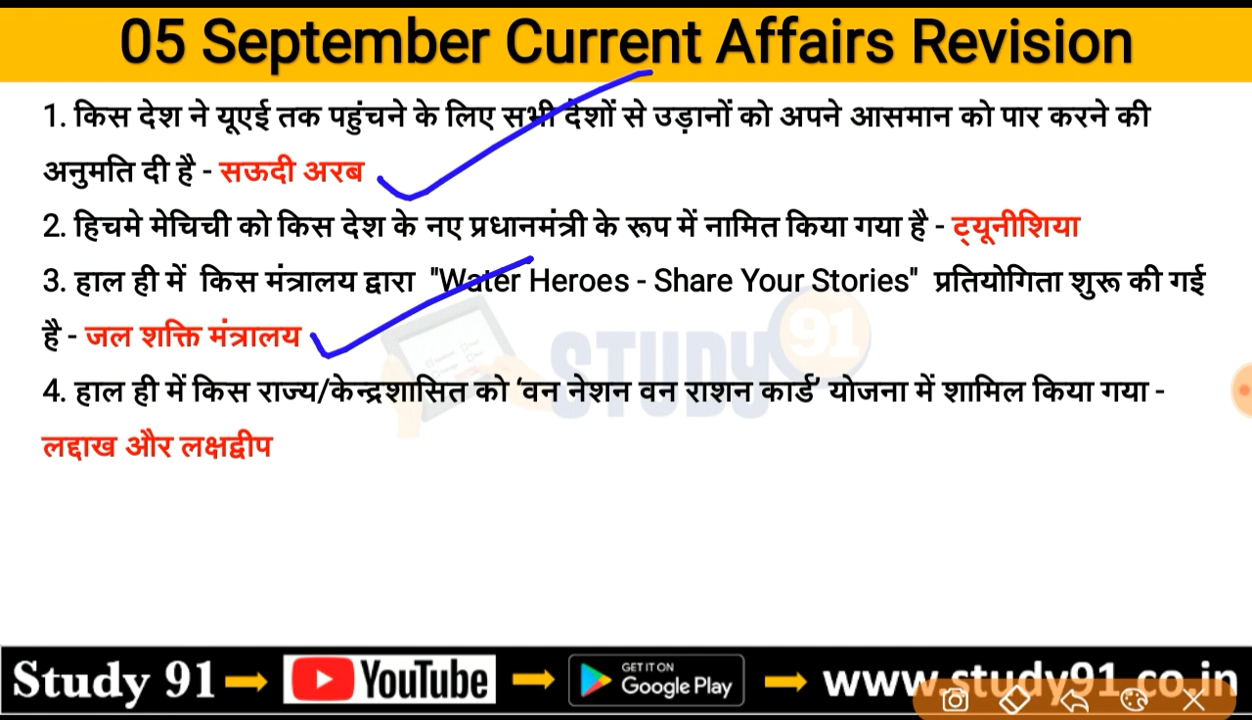 05 September Current Affairs Revision
1. किस देश ने यूएई तक पहुंचने के लिए सभी देशों से उड़ानों को अपने आसमान को पार करने की
अनुमति दी है - सऊदी अरब
2. हिचमे मेचिची को किस देश के नए प्रधानमंत्री के रूप में नामित किया गया है - ट्यूनीशिया
3. हाल ही में किस मंत्रालय द्वारा "Water Heroes - Share Your Stories" प्रतियोगिता शुरू की गई
है - जल शक्ति मंत्रालय
STUDY 91
4. हाल ही में किस राज्य/केन्द्रशासित को ‘वन नेशन वन राशन कार्ड’ योजना में शामिल किया गया -
लद्दाख और लक्षद्वीप
Study 91 YouTube GET IT ON Google Play www.study91.co.in